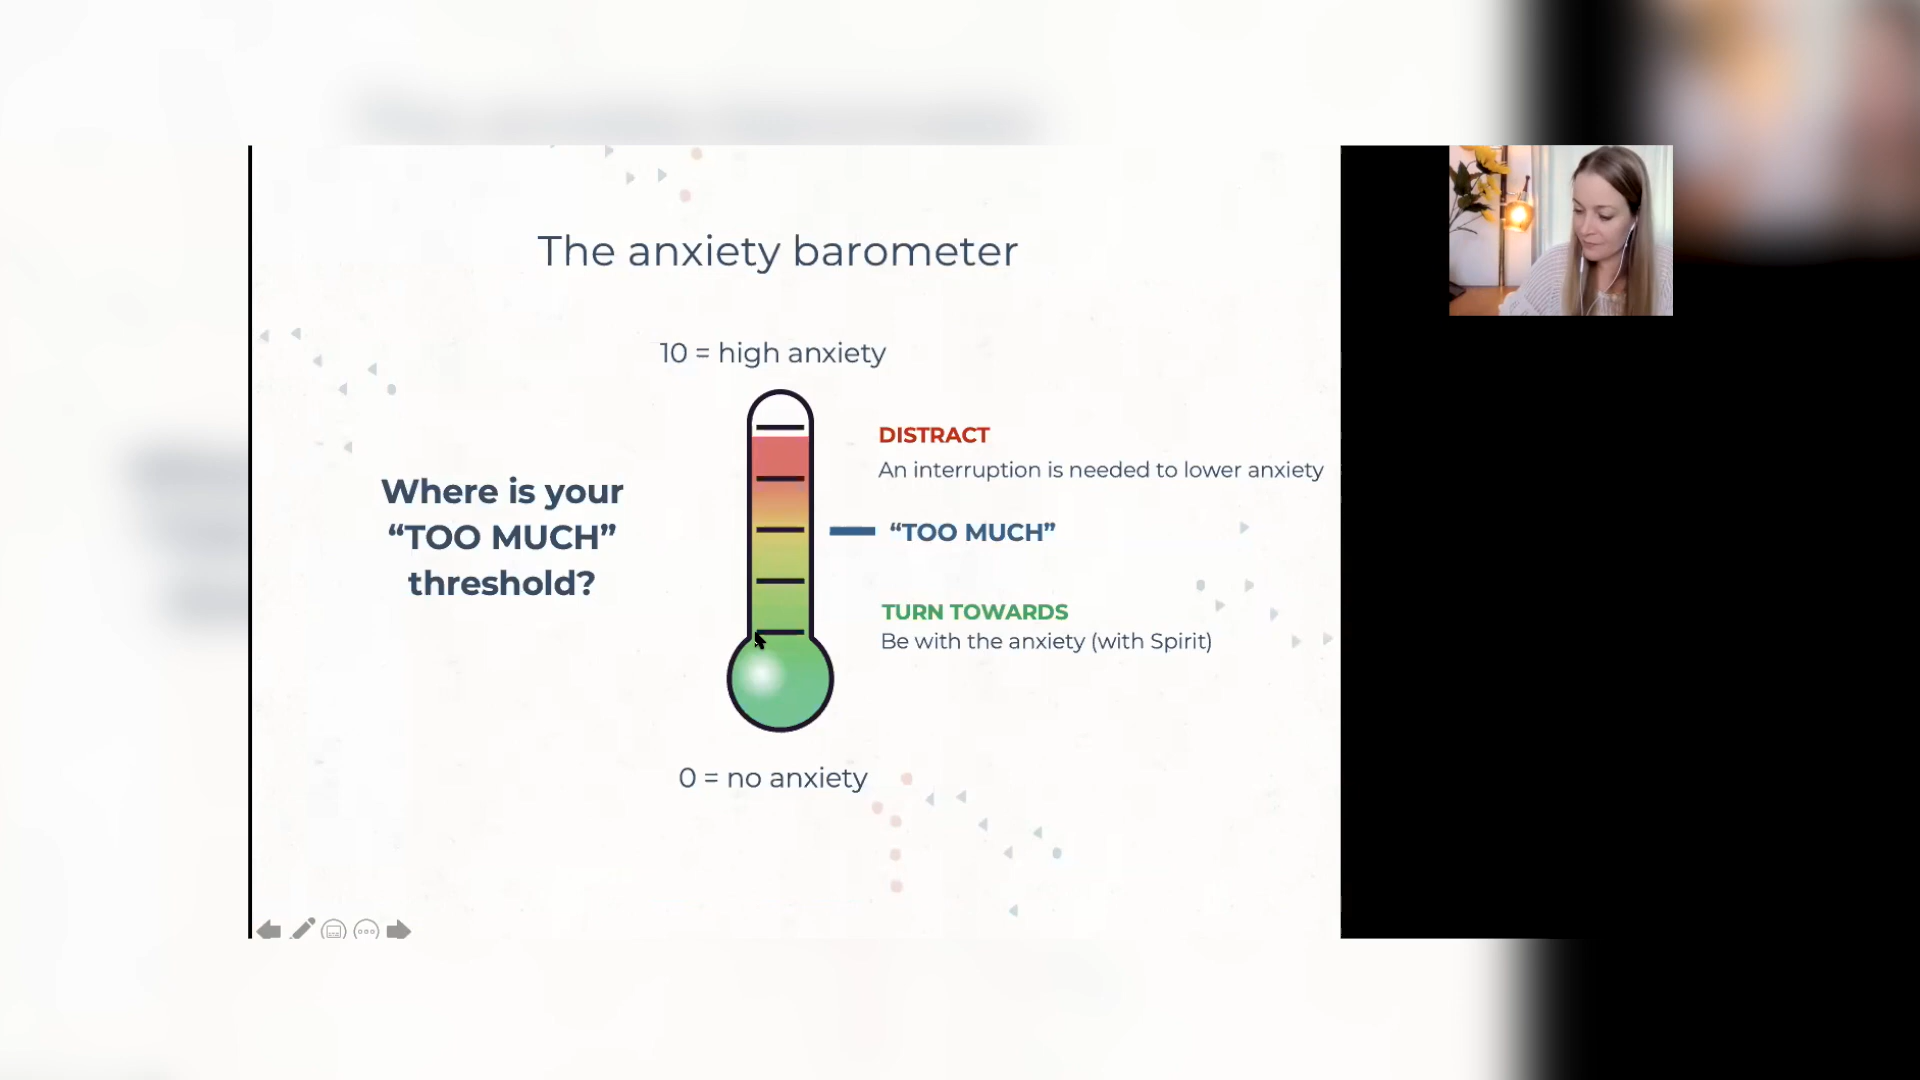 The anxiety barometer
10 = high anxiety
DISTRACT
An interruption is needed to lower anxiety
Where is your
“TOO MUCH”
threshold?
“TOO MUCH”
TURN TOWARDS
Be with the anxiety (with Spirit)
0 = no anxiety